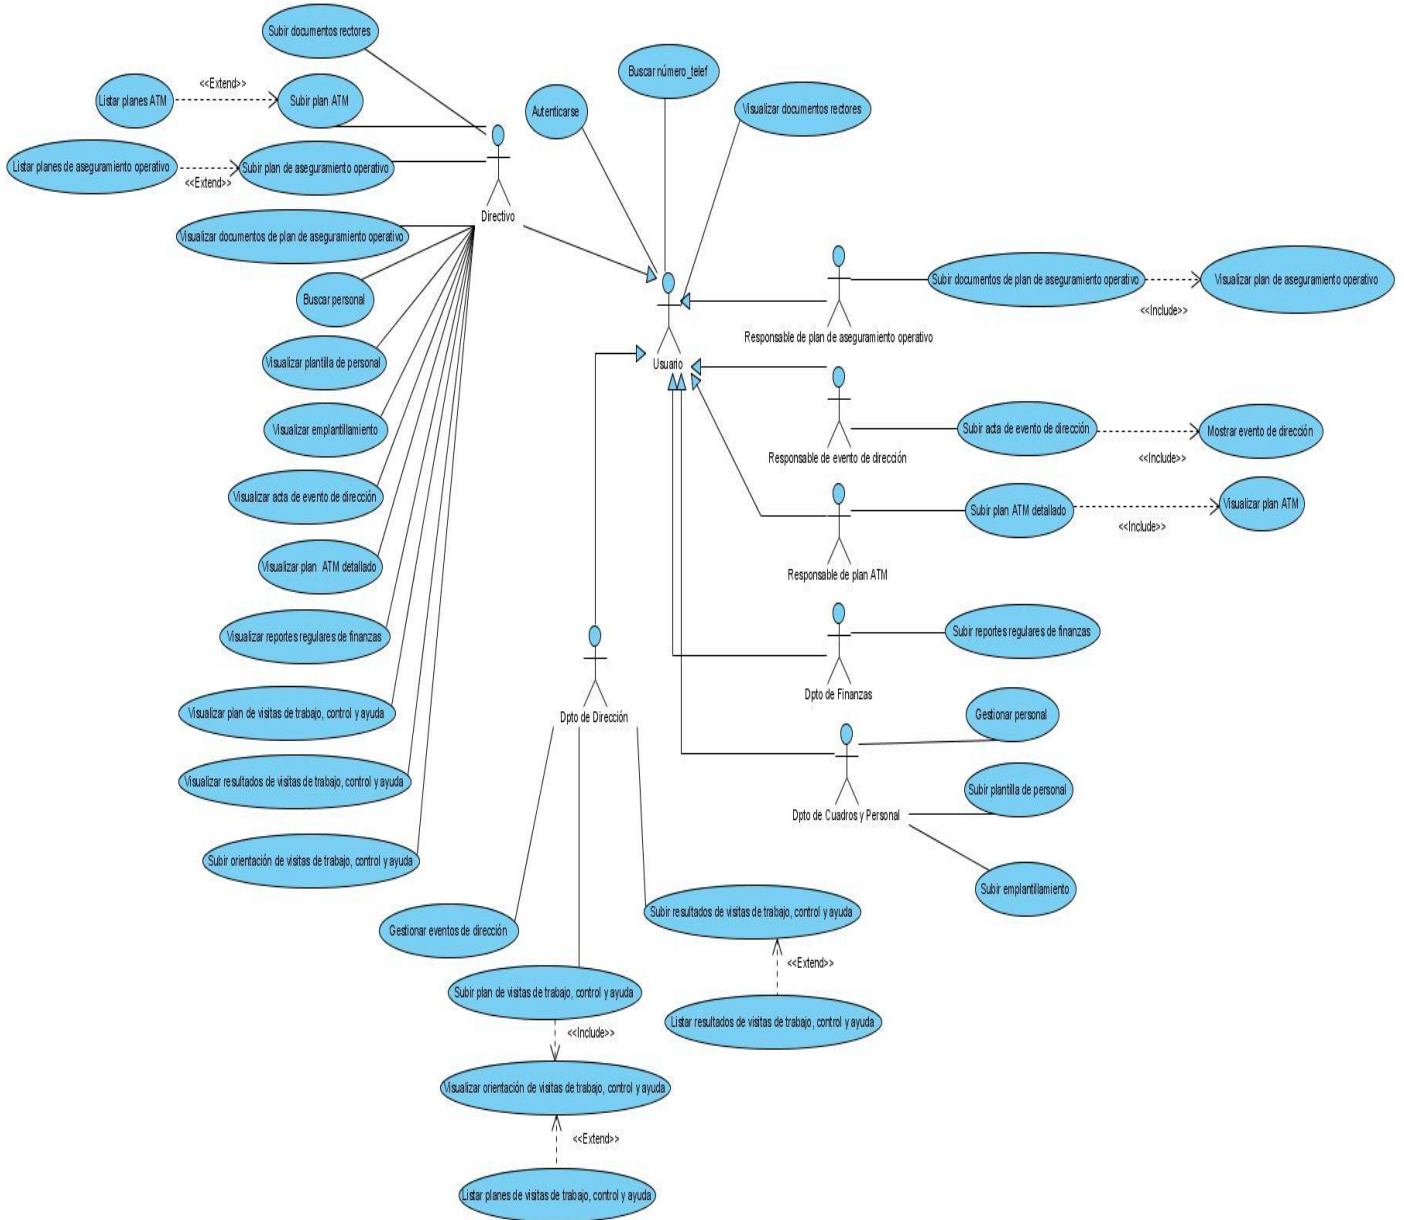 Subir documentos rectores
Buscar número_telef
<<Extend>>
Listar planes ATM
Subir plan ATM
Autenticarse
Visualizar documentos rectores
Listar planes de aseguramiento operativo
Subir plan de aseguramiento operativo
<<Extend>>
Directivo
Visualizar documentos de plan de aseguramiento operativo
Subir documentos de plan de aseguramiento operativo
Visualizar plan de aseguramiento operativo
Buscar personal
<<Include>>
Responsable de plan de aseguramiento operativo
Visualizar plantilla de personal
Usuario
Visualizar emplantillamiento
Subir acta de evento de dirección
Mostrar evento de dirección
Responsable de evento de dirección
<<Include>>
Visualizar acta de evento de dirección
Subir plan ATM detallado
Visualizar plan ATM
<<Include>>
Visualizar plan ATM detallado
Responsable de plan ATM
Visualizar reportes regulares de finanzas
Subir reportes regulares de finanzas
Dpto de Finanzas
Visualizar plan de visitas de trabajo, control y ayuda
Dpto de Dirección
Gestionar personal
Visualizar resultados de visitas de trabajo, control y ayuda
Subir plantilla de personal
Dpto de Cuadros y Personal
Subir orientación de visitas de trabajo, control y ayuda
Subir emplantillamiento
Gestionar eventos de dirección
Subir resultados de visitas de trabajo, control y ayuda
<<Extend>>
Subir plan de visitas de trabajo, control y ayuda
Listar resultados de visitas de trabajo, control y ayuda
<<Include>>
Visualizar orientación de visitas de trabajo, control y ayuda
<<Extend>>
Listar planes de visitas de trabajo, control y ayuda